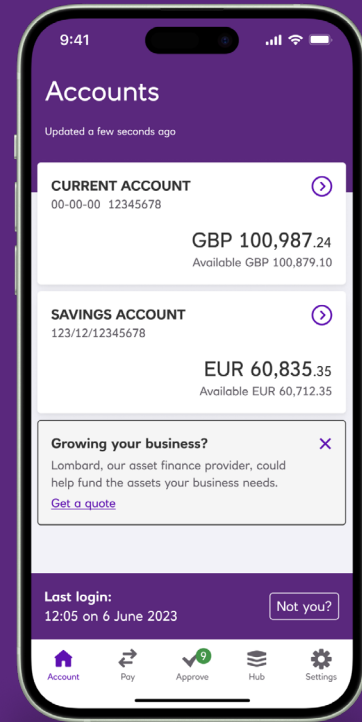 9:41
Accounts
Updated a few seconds ago
CURRENT ACCOUNT
00-00-00 12345678
GBP 100,987.24
Available GBP 100,879.10
SAVINGS ACCOUNT
123/12/12345678
EUR 60,835.35
Available EUR 60,712.35
Growing your business?
Lombard, our asset finance provider, could
help fund the assets your business needs.
Get a quote
Last login:
12:05 on 6 June 2023
Not you?
9
Account Pay Approve Hub Settings